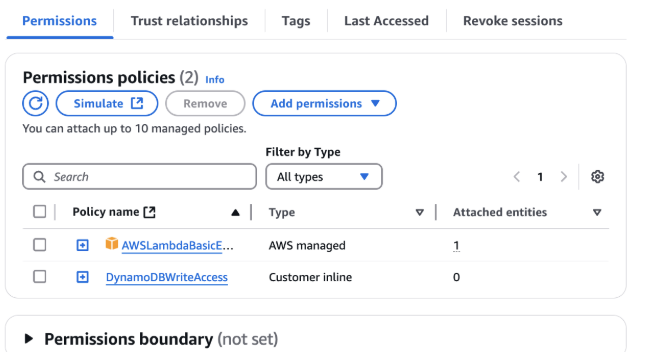 Permissions Trust relationships Tags Last Accessed Revoke sessions
Permissions policies (2) Info
Simulate Remove Add permissions
You can attach up to 10 managed policies.
Filter by Type
Search All types 1
Policy name Type Attached entities
AWSLambdaBasicE... AWS managed 1
DynamoDBWriteAccess Customer inline 0
Permissions boundary (not set)